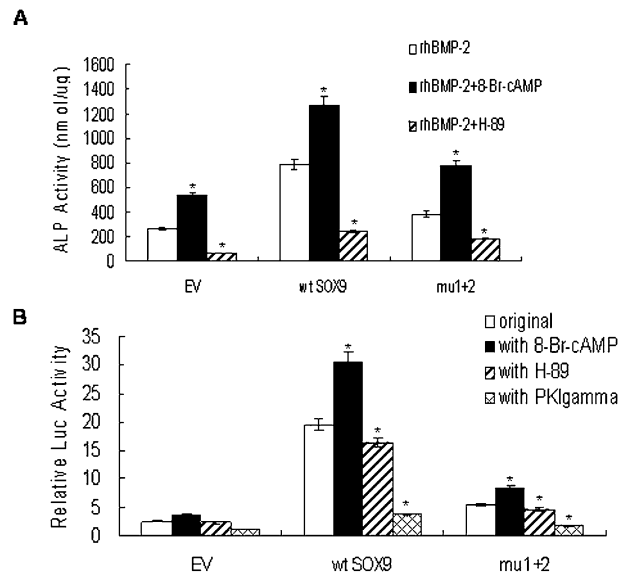 A
rhBMP-2
rhBMP-2+8-Br-cAMP
rhBMP-2+H-89
ALP Activity (nmol/ug)
1600
1400
1200
1000
800
600
400
200
0
*
*
*
*
*
*
EV
wt SOX9
mu1+2
B
original
with 8-Br-cAMP
with H-89
with PKIgamma
Relative Luc Activity
35
30
25
20
15
10
5
0
*
*
*
*
*
*
EV
wt SOX9
mu1+2